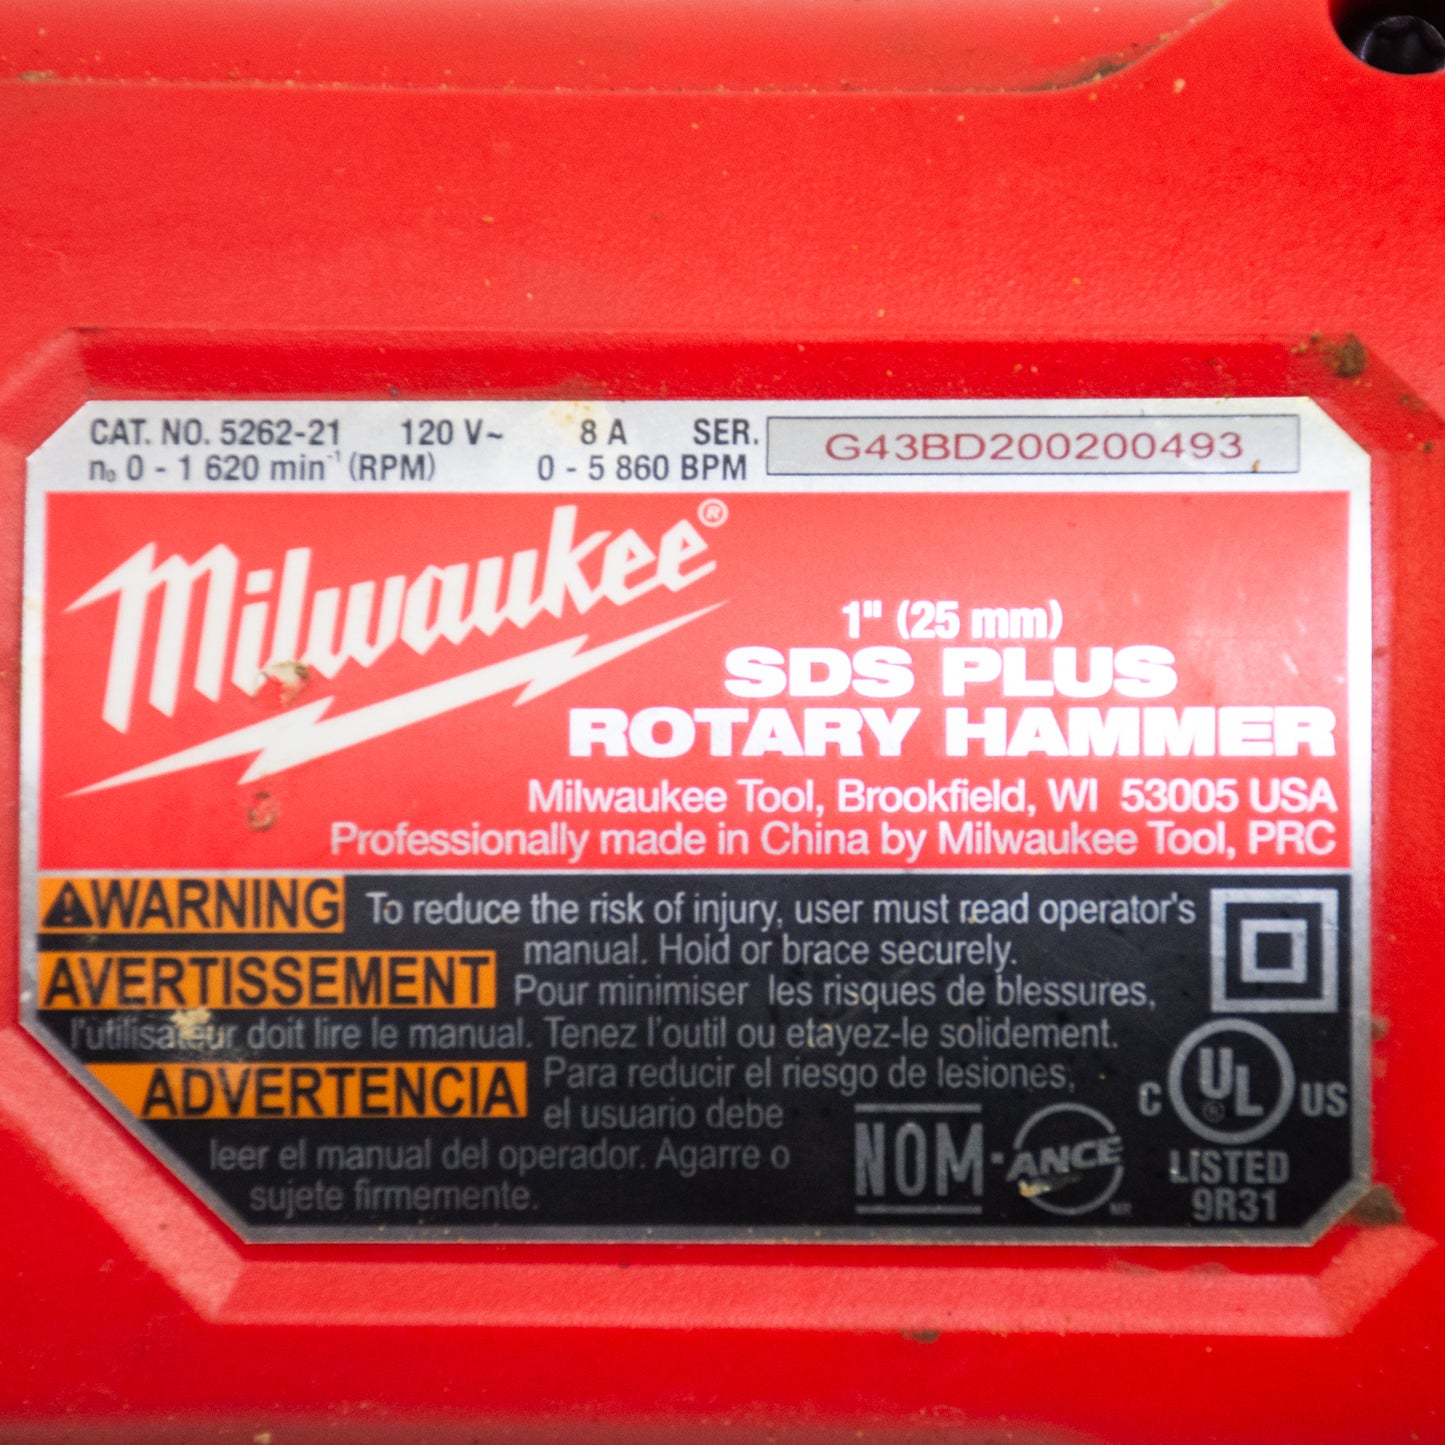 CAT. NO. 5262-21 120 V~ 8 A SER. G43BD200200493
n₀ 0 - 1 620 min⁻¹ (RPM) 0 - 5 860 BPM
Milwaukee®
1" (25 mm)
SDS PLUS
ROTARY HAMMER
Milwaukee Tool, Brookfield, WI 53005 USA
Professionally made in China by Milwaukee Tool, PRC
WARNING To reduce the risk of injury, user must read operator's
manual. Hold or brace securely.
AVERTISSEMENT Pour minimiser les risques de blessures,
l'utilisateur doit lire le manual. Tenez l'outil ou etayez-le solidement.
ADVERTENCIA Para reducir el riesgo de lesiones,
el usuario debe
leer el manual del operador. Agarre o
sujete firmemente.
NOM-ANCE MR
C UL® US
LISTED
9R31